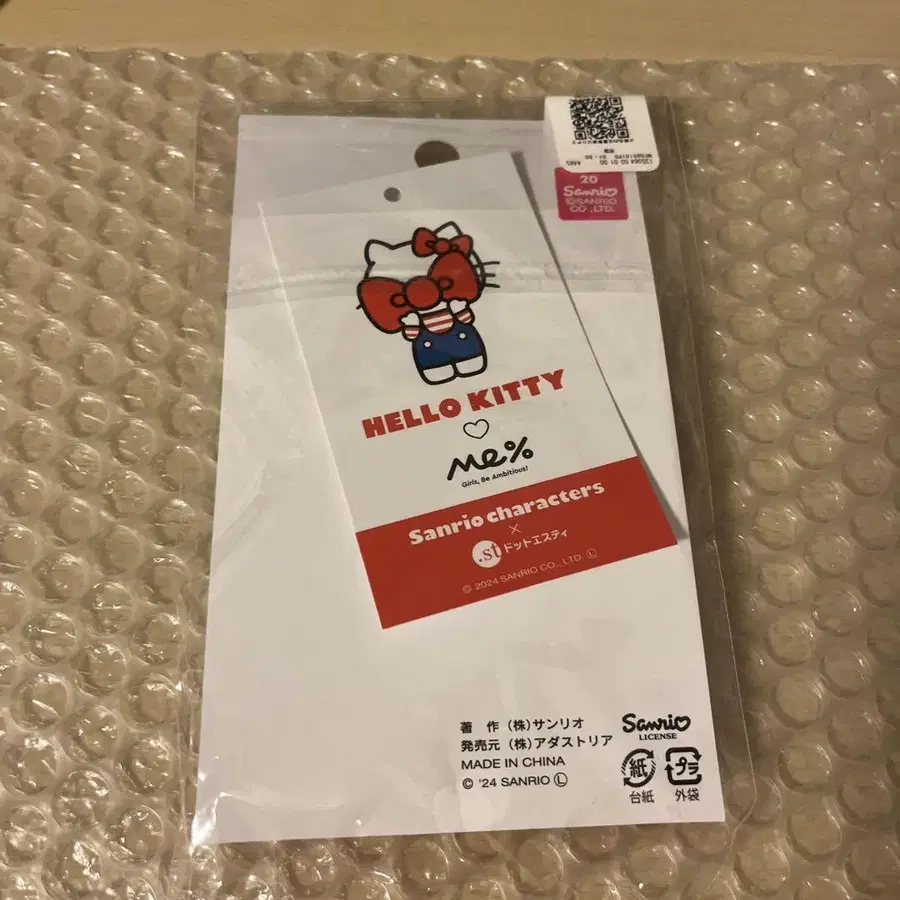 20
Sanrio
©SANRIO
CO.,LTD.
HELLO KITTY
me%
Girls, Be Ambitious!
Sanrio characters
×
.st ドットエスティ
© 2024 SANRIO CO., LTD. Ⓛ
著 作 (株)サンリオ
発売元 (株)アダストリア
MADE IN CHINA
© '24 SANRIO Ⓛ
Sanrio
LICENSE
紙
台紙
プラ
外袋